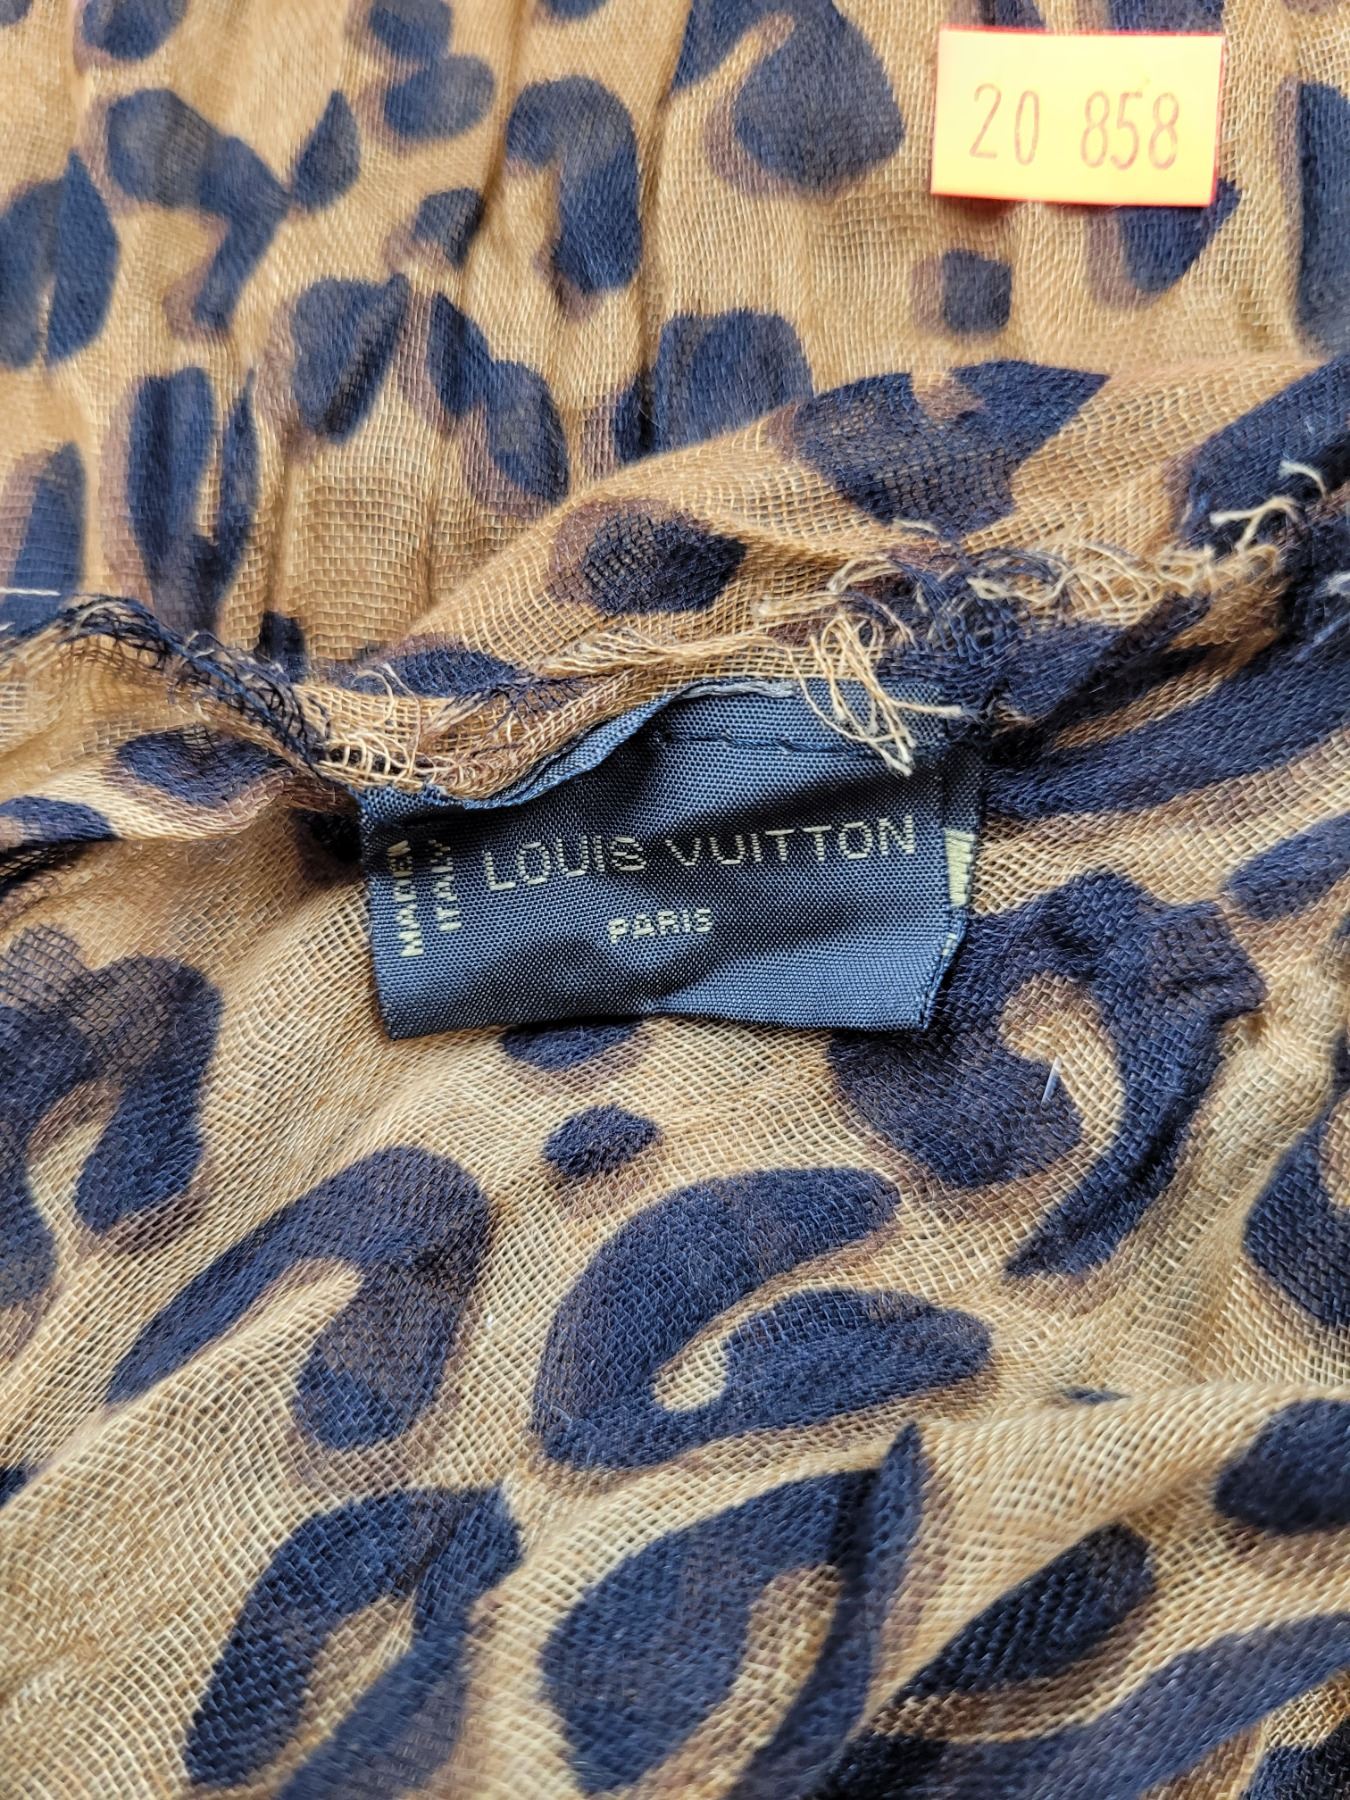 20 858
LOUIS VUITTON
PARIS
MADE IN
ITALY